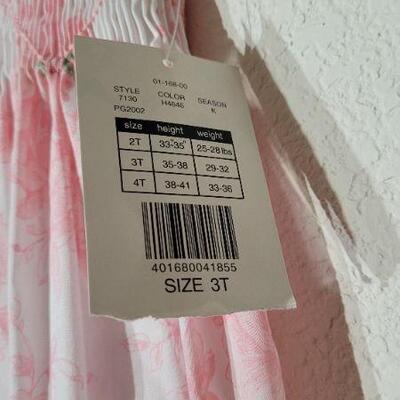 01-168-00
STYLE COLOR SEASON
7130 H4646 K
PG2002
size height weight
2T 33"-35" 25-28 lbs
3T 35-38 29-32
4T 38-41 33-36
401680041855
SIZE 3T